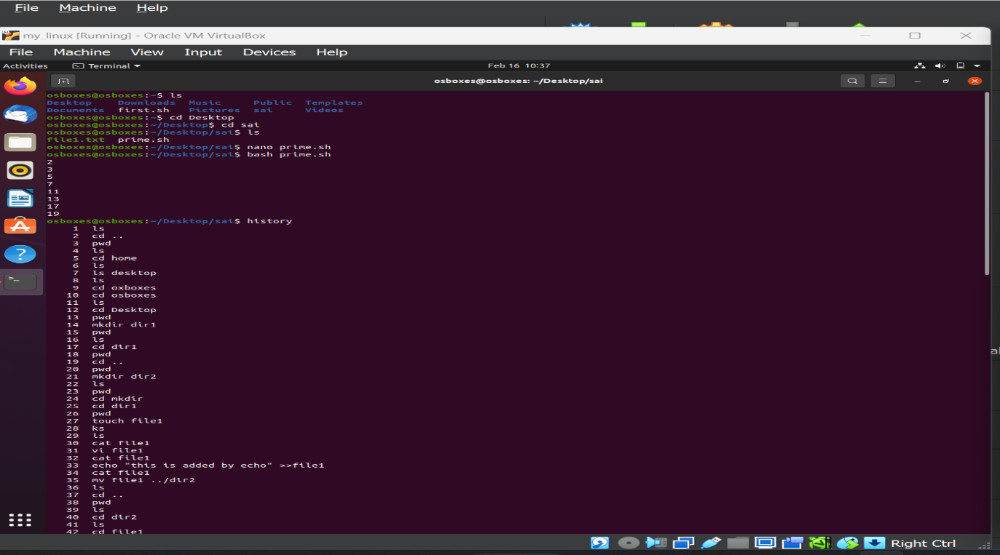 File Machine Help
my_linux [Running] - Oracle VM VirtualBox
File Machine View Input Devices Help
Activities Terminal Feb 16 10:37
osboxes@osboxes: ~/Desktop/sai
osboxes@osboxes:~$ ls
Desktop Downloads Music Public Templates
Documents first.sh Pictures sai Videos
osboxes@osboxes:~$ cd Desktop
osboxes@osboxes:~/Desktop$ cd sai
osboxes@osboxes:~/Desktop/sai$ ls
file1.txt prime.sh
osboxes@osboxes:~/Desktop/sai$ nano prime.sh
osboxes@osboxes:~/Desktop/sai$ bash prime.sh
2
3
5
7
11
13
17
19
osboxes@osboxes:~/Desktop/sai$ history
1 ls
2 cd ..
3 pwd
4 ls
5 cd home
6 ls
7 ls desktop
8 ls
9 cd oxboxes
10 cd osboxes
11 ls
12 cd Desktop
13 pwd
14 mkdir dir1
15 pwd
16 ls
17 cd dir1
18 pwd
19 cd ..
20 pwd
21 mkdir dir2
22 ls
23 pwd
24 cd mkdir
25 cd dir1
26 pwd
27 touch file1
28 ks
29 ls
30 cat file1
31 vi file1
32 cat file1
33 echo "this is added by echo" >>file1
34 cat file1
35 mv file1 ../dir2
36 ls
37 cd ..
38 pwd
39 ls
40 cd dir2
41 ls
42 cd file1
Right Ctrl